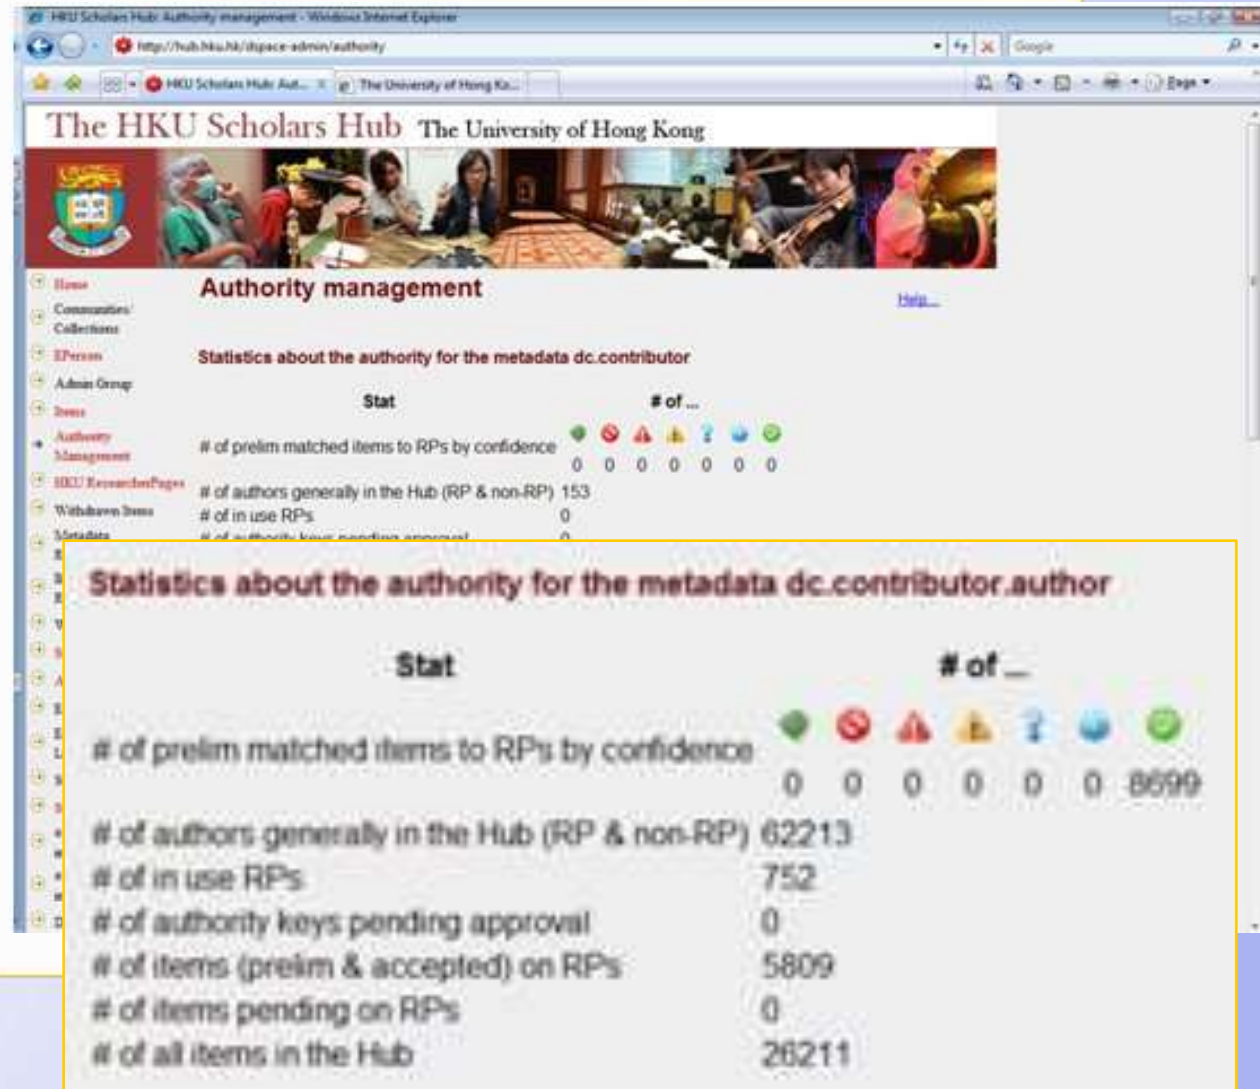 HKU Scholars Hub: Authority management - Windows Internet Explorer
http://hub.hku.hk/dspace-admin/authority
Google
HKU Scholars Hub: Aut...
The University of Hong Ko...
Page
The HKU Scholars Hub The University of Hong Kong
Home
Communities/
Collections
EPerson
Admin Group
Items
Authority
Management
HKU ResearcherPages
Withdrawn Items
Metadata
Authority management
Help...
Statistics about the authority for the metadata dc.contributor
Stat # of ...
# of prelim matched items to RPs by confidence
0 0 0 0 0 0 0
# of authors generally in the Hub (RP & non-RP) 153
# of in use RPs 0
# of authority keys pending approval 0
Statistics about the authority for the metadata dc.contributor.author
Stat # of ...
# of prelim matched items to RPs by confidence
0 0 0 0 0 0 8699
# of authors generally in the Hub (RP & non-RP) 62213
# of in use RPs 752
# of authority keys pending approval 0
# of items (prelim & accepted) on RPs 5809
# of items pending on RPs 0
# of all items in the Hub 26211